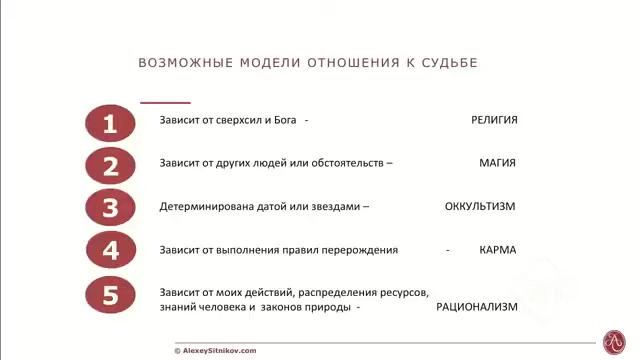 ВОЗМОЖНЫЕ МОДЕЛИ ОТНОШЕНИЯ К СУДЬБЕ
1 Зависит от сверхсил и Бога - РЕЛИГИЯ
2 Зависит от других людей или обстоятельств – МАГИЯ
3 Детерминирована датой или звездами – ОККУЛЬТИЗМ
4 Зависит от выполнения правил перерождения - КАРМА
5 Зависит от моих действий, распределения ресурсов,
знаний человека и законов природы - РАЦИОНАЛИЗМ
© AlexeySitnikov.com